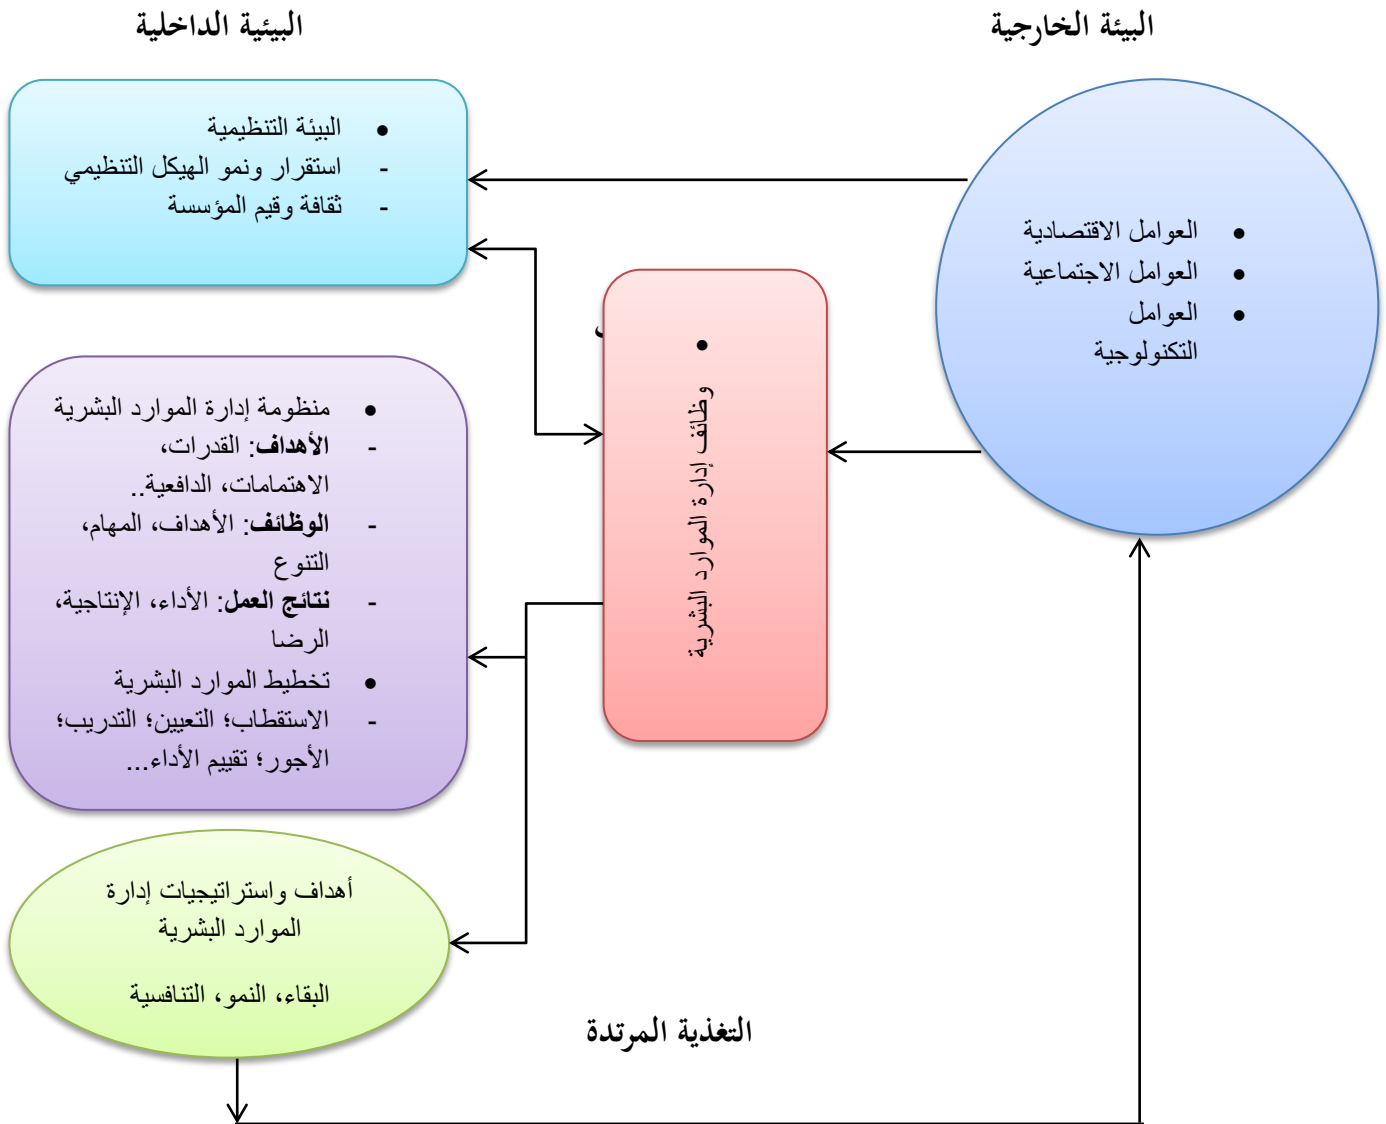 البيئة الخارجية
البيئية الداخلية
• العوامل الاقتصادية
• العوامل الاجتماعية
• العوامل
التكنولوجية
• البيئة التنظيمية
- استقرار ونمو الهيكل التنظيمي
- ثقافة وقيم المؤسسة
• وظائف إدارة الموارد البشرية
• منظومة إدارة الموارد البشرية
- الأهداف: القدرات،
الاهتمامات، الدافعية..
- الوظائف: الأهداف، المهام،
التنوع
- نتائج العمل: الأداء، الإنتاجية،
الرضا
• تخطيط الموارد البشرية
- الاستقطاب؛ التعيين؛ التدريب؛
الأجور؛ تقييم الأداء...
أهداف واستراتيجيات إدارة
الموارد البشرية
البقاء، النمو، التنافسية
التغذية المرتدة